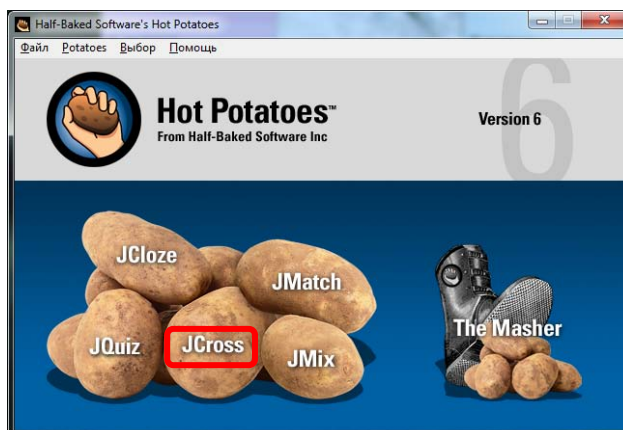 Half-Baked Software's Hot Potatoes
Файл Potatoes Выбор Помощь
Hot Potatoes™
From Half-Baked Software Inc
Version 6
6
JCloze
JMatch
JQuiz
JCross
JMix
The Masher